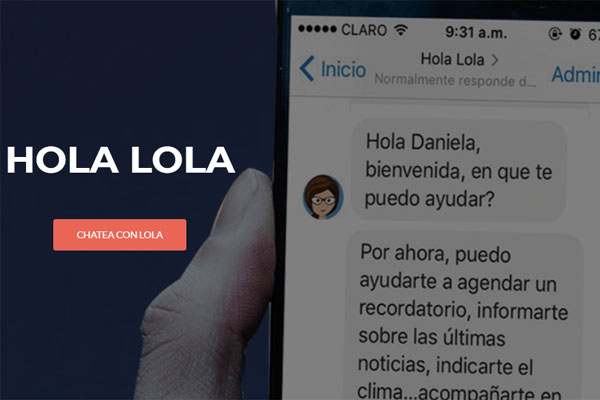 HOLA LOLA
CHATEA CON LOLA
CLARO 9:31 a.m. 67
Inicio Hola Lola Admin
Normalmente responde d...
Hola Daniela,
bienvenida, en que te
puedo ayudar?
Por ahora, puedo
ayudarte a agendar un
recordatorio, informarte
sobre las últimas
noticias, indicarte el
clima...acompañarte en